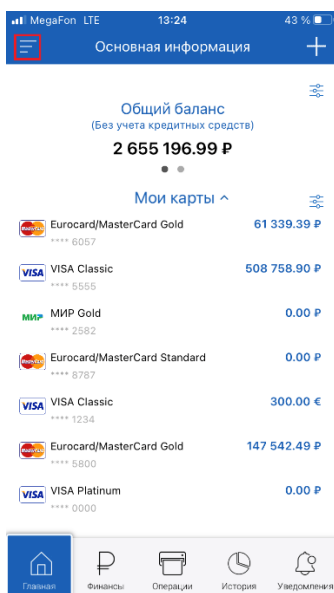 MegaFon LTE 13:24 43 %
Основная информация
Общий баланс
(Без учета кредитных средств)
2 655 196.99 ₽
Мои карты
MasterCard Eurocard/MasterCard Gold 61 339.39 ₽
**** 6057
VISA VISA Classic 508 758.90 ₽
**** 5555
МИР МИР Gold 0.00 ₽
**** 2582
MasterCard Eurocard/MasterCard Standard 0.00 ₽
**** 8787
VISA VISA Classic 300.00 €
**** 1234
MasterCard Eurocard/MasterCard Gold 147 542.49 ₽
**** 5800
VISA VISA Platinum 0.00 ₽
**** 0000
Главная Финансы Операции История Уведомления